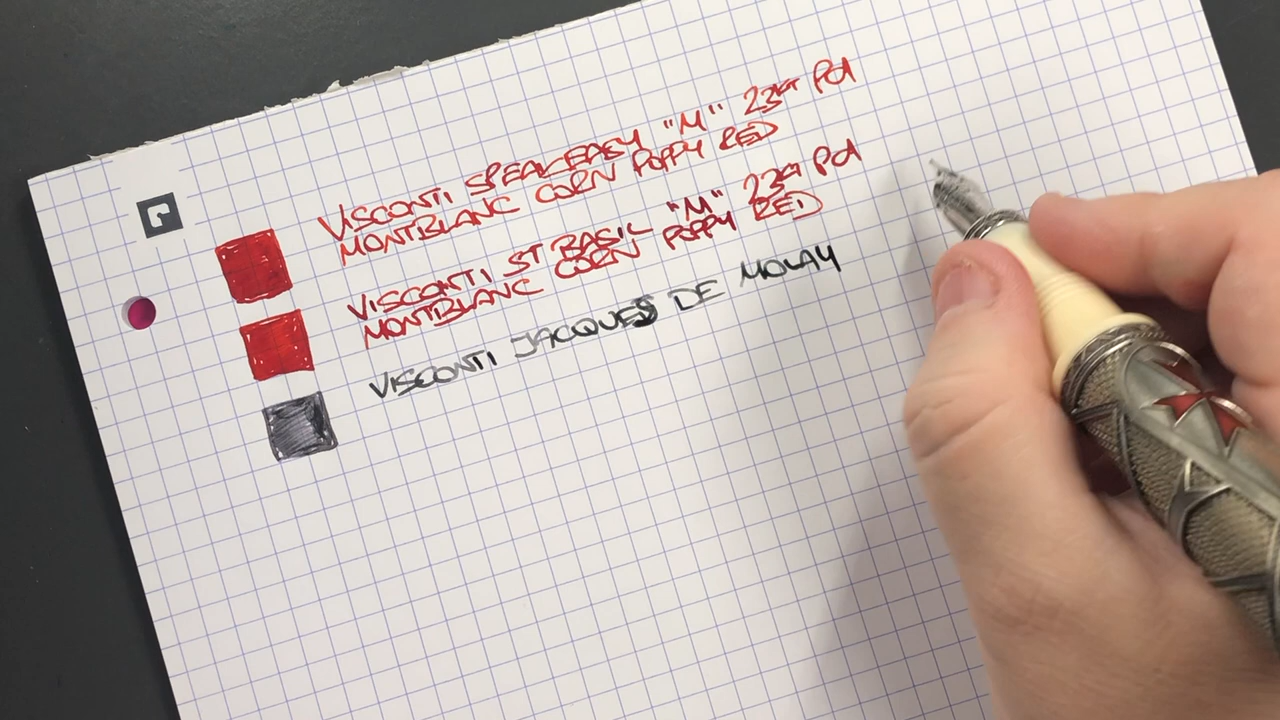 VISCONTI SPEAKEASY "M" 23KT Pd
MONTBLANC CORN POPPY RED
VISCONTI ST BASIL "M" 23KT Pd
MONTBLANC CORN POPPY RED
VISCONTI JACQUES DE MOLAY